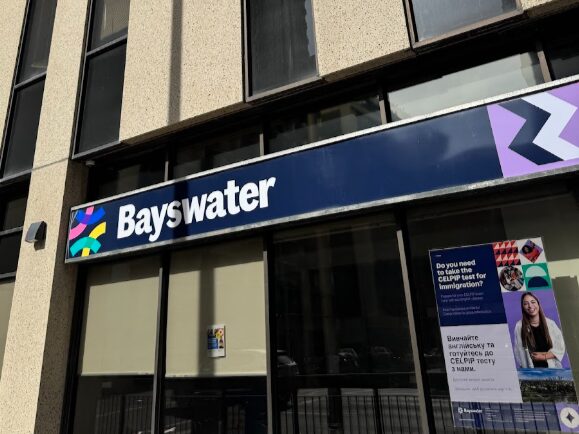 Bayswater
Do you need
to take the
CELPIP test for
immigration?
Вивчайте
англійську та
готуйтесь до
CELPIP тесту
з нами.
Bayswater